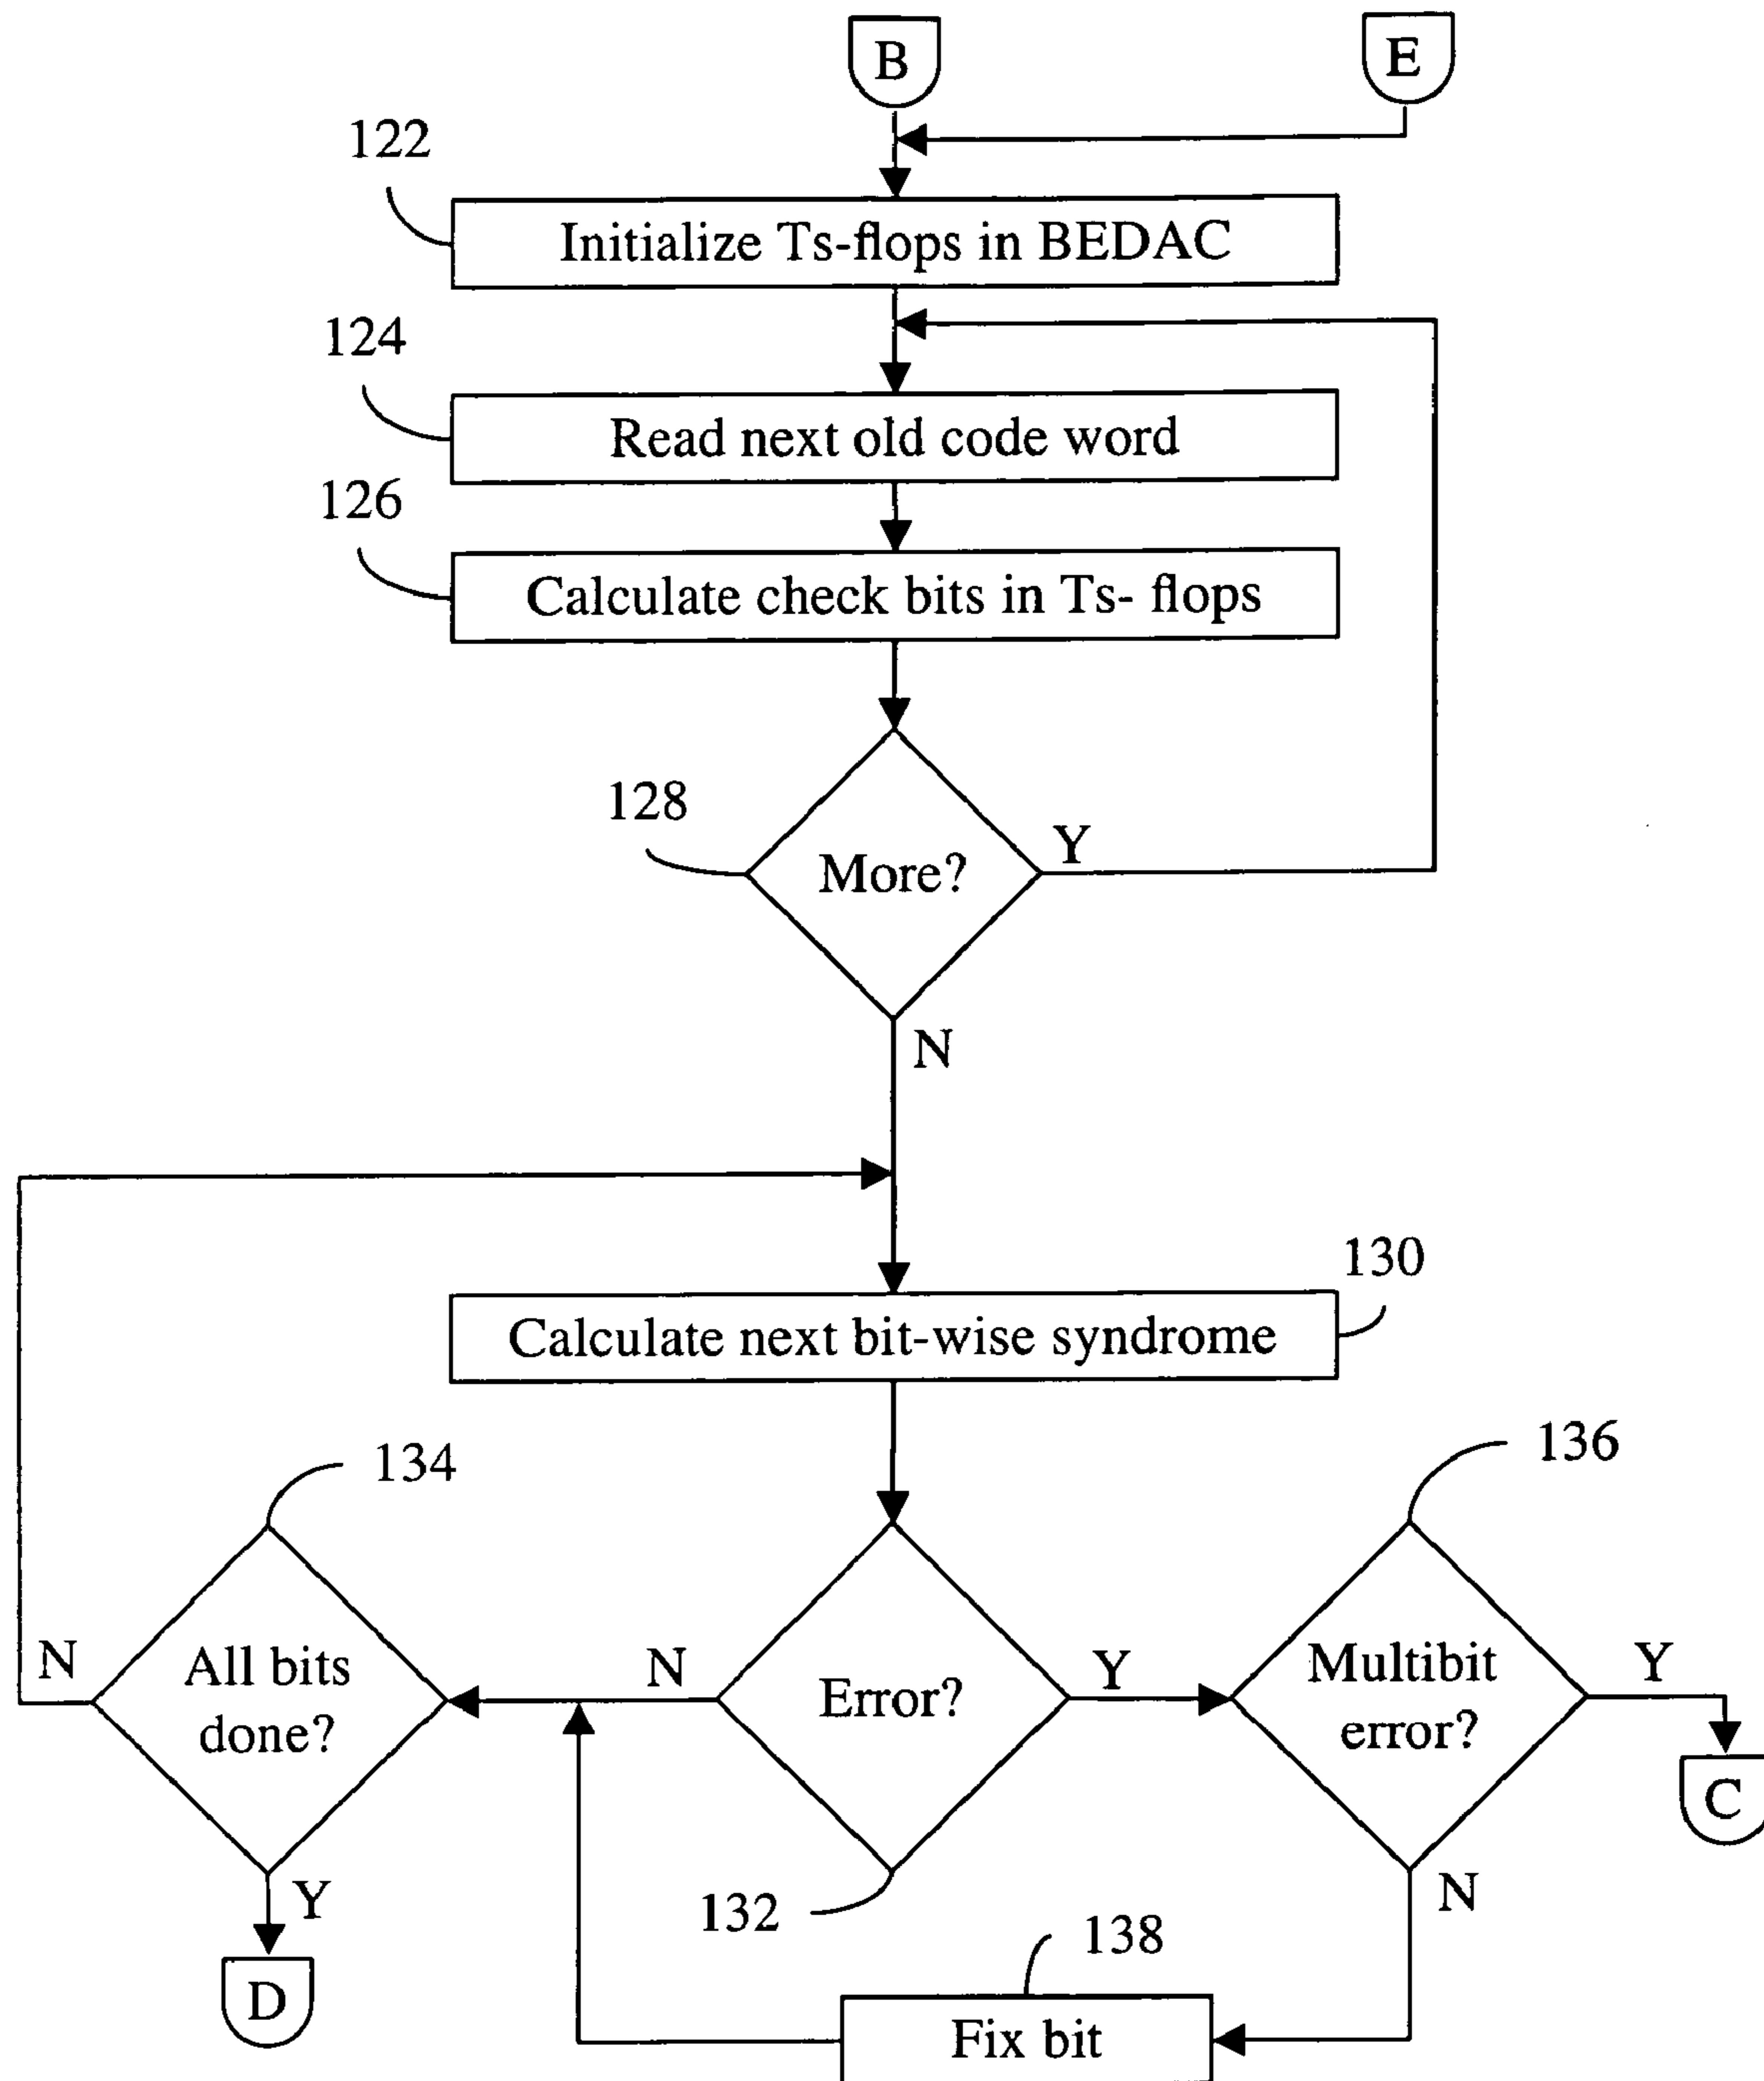 B
E
122
Initialize Ts-flops in BEDAC
124
Read next old code word
126
Calculate check bits in Ts- flops
128
More?
Y
N
130
Calculate next bit-wise syndrome
134
136
N
All bits
done?
N
Error?
Y
Multibit
error?
Y
C
Y
132
N
D
138
Fix bit